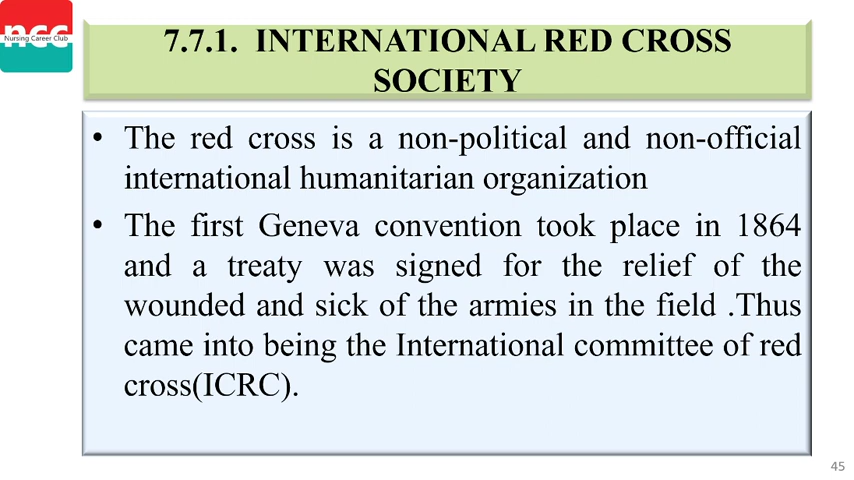 ncc
Nursing Career Club
7.7.1. INTERNATIONAL RED CROSS
SOCIETY
• The red cross is a non-political and non-official
international humanitarian organization
• The first Geneva convention took place in 1864
and a treaty was signed for the relief of the
wounded and sick of the armies in the field .Thus
came into being the International committee of red
cross(ICRC).
45